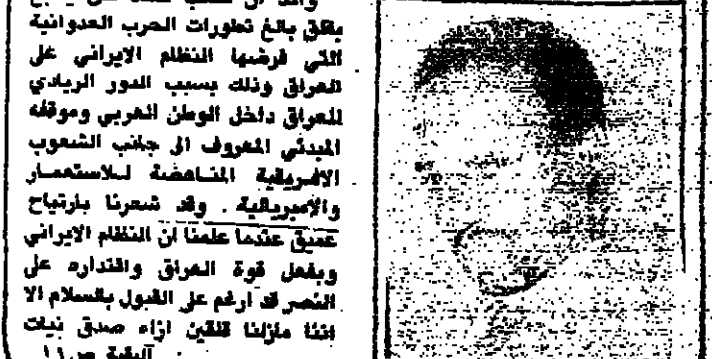 بقلق بالغ تطورات الحرب العدوانية
التي فرضها النظام الايراني على
العراق وذلك بسبب الدور الريادي
للعراق داخل الوطن العربي وموقفه
المبدئي المعروف الى جانب الشعوب
الافريقية المناهضة للاستعمار
والامبريالية . وقد شعرنا بارتياح
عميق عندما علمنا ان النظام الايراني
وبفعل قوة العراق واقتداره على
النصر قد ارغم على القبول بالسلام الا
اننا مازلنا قلقين ازاء صدق نيات
البقية ص ١١